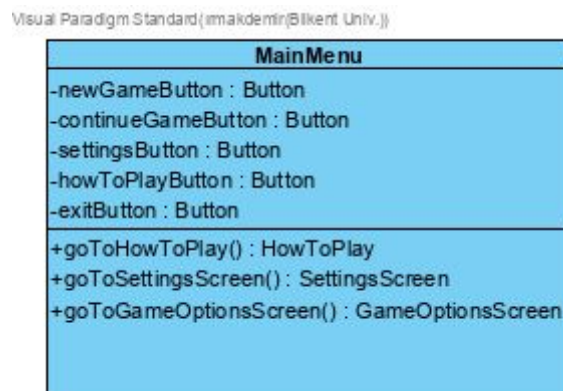 Visual Paradigm Standard(ırmakdemir(Bilkent Univ.))
MainMenu
-newGameButton : Button
-continueGameButton : Button
-settingsButton : Button
-howToPlayButton : Button
-exitButton : Button
+goToHowToPlay() : HowToPlay
+goToSettingsScreen() : SettingsScreen
+goToGameOptionsScreen() : GameOptionsScreen